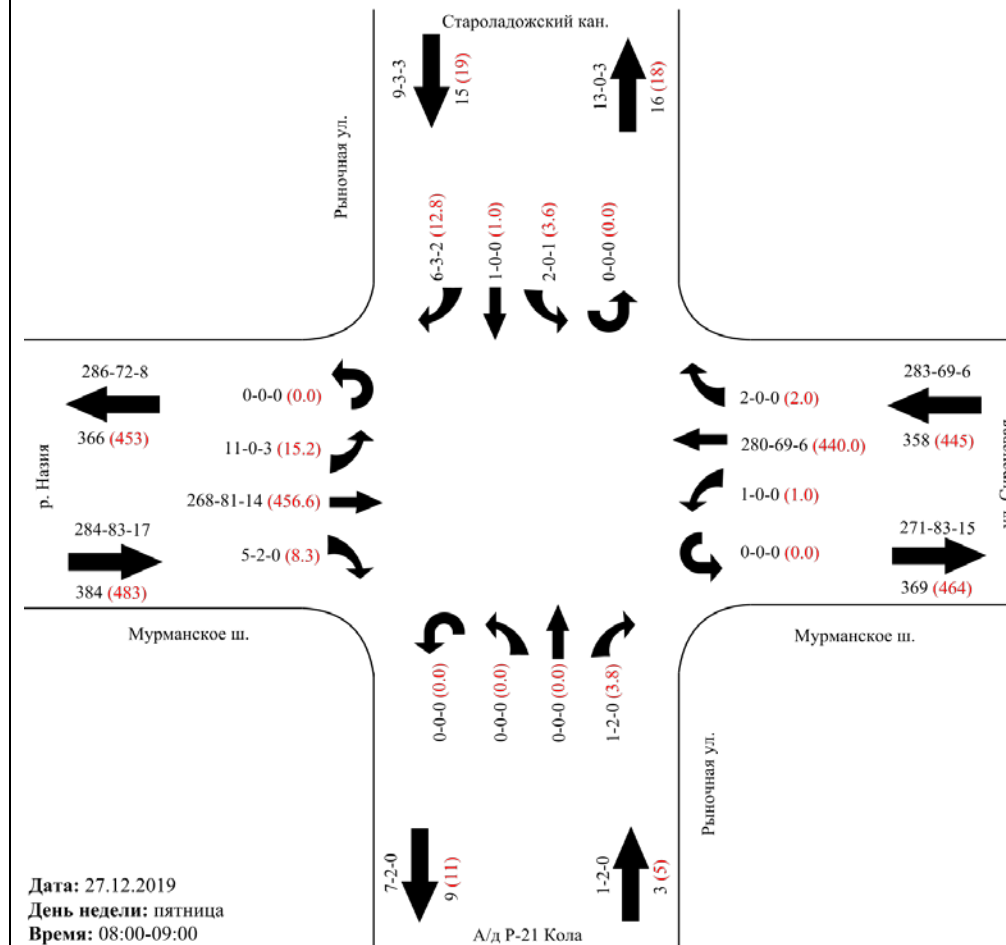 Староладожский кан.
9-3-3
15 (19)
13-0-3
16 (18)
Рыночная ул.
6-3-2 (12.8)
1-0-0 (1.0)
2-0-1 (3.6)
0-0-0 (0.0)
286-72-8
366 (453)
р. Назия
284-83-17
384 (483)
0-0-0 (0.0)
11-0-3 (15.2)
268-81-14 (456.6)
5-2-0 (8.3)
2-0-0 (2.0)
280-69-6 (440.0)
1-0-0 (1.0)
0-0-0 (0.0)
283-69-6
358 (445)
ул.
271-83-15
369 (464)
Мурманское ш.
Мурманское ш.
0-0-0 (0.0)
0-0-0 (0.0)
0-0-0 (0.0)
1-2-0 (3.8)
Рыночная ул.
7-2-0
9 (11)
1-2-0
3 (5)
Дата: 27.12.2019
День недели: пятница
Время: 08:00-09:00
А/д Р-21 Кола